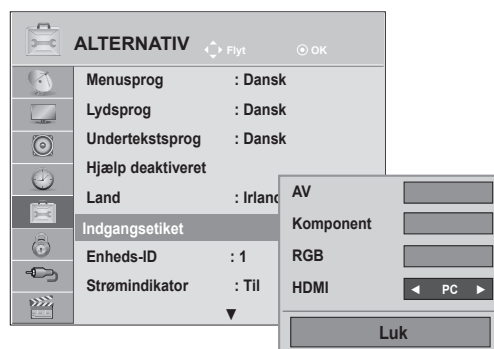 ALTERNATIV Flyt OK
Menusprog : Dansk
Lydsprog : Dansk
Undertekstsprog : Dansk
Hjælp deaktiveret
Land : Irland
Indgangsetiket
Enheds-ID : 1
Strømindikator : Til
▼
AV
Komponent
RGB
HDMI ◄ PC ►
Luk